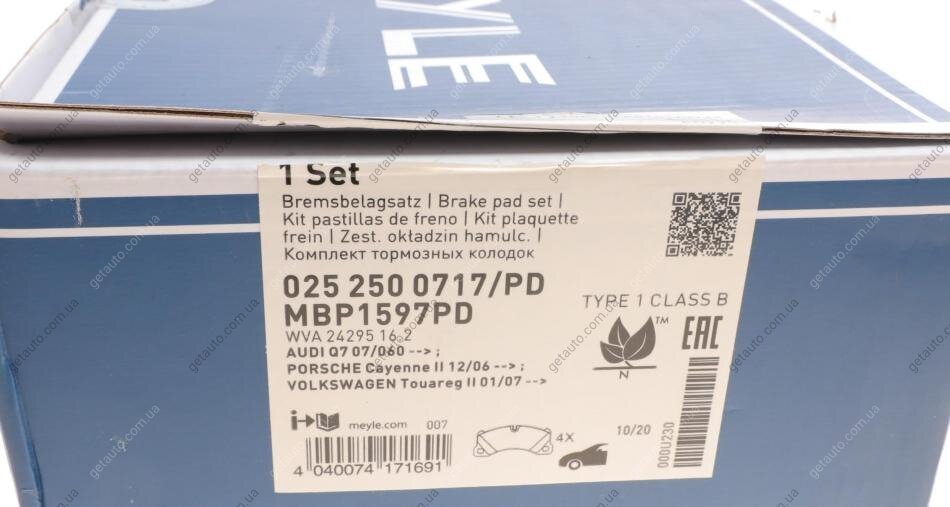 YLE
1 Set
Bremsbelagsatz | Brake pad set |
Kit pastillas de freno | Kit plaquette
frein | Zest. okładzin hamulc. |
Комплект тормозных колодок
025 250 0717/PD
MBP1597PD
WVA 24295 16.2
AUDI Q7 07/060 --> ;
PORSCHE Cayenne II 12/06 --> ;
VOLKSWAGEN Touareg II 01/07 -->
TYPE 1 CLASS B
TM
N
EAC
i
meyle.com 007
4X
10/20
000U230
4 040074 171691
getauto.com.ua